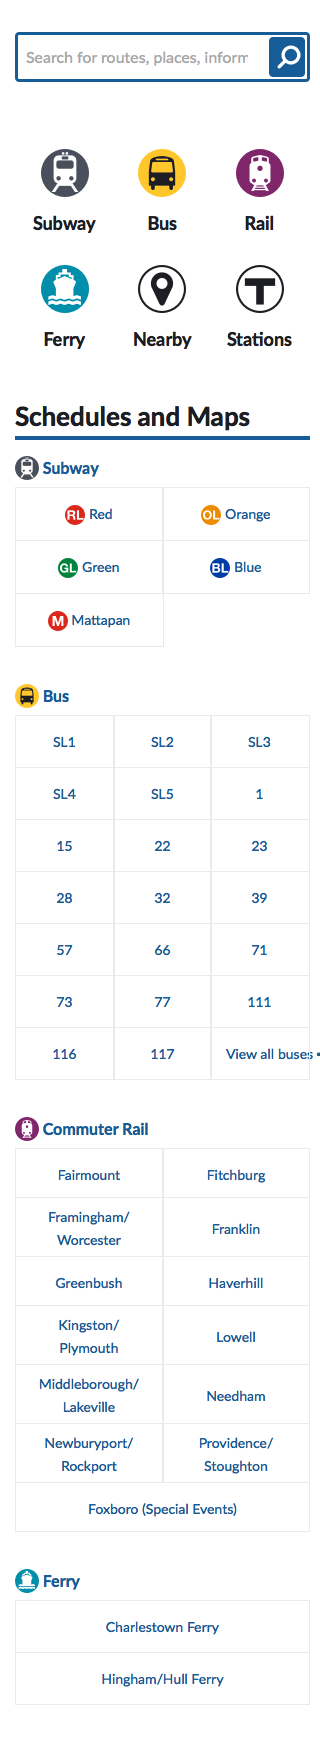 Search for routes, places, inform
Subway Bus Rail
Ferry Nearby Stations
T
Schedules and Maps
Subway
RL Red OL Orange
GL Green BL Blue
M Mattapan
Bus
SL1 SL2 SL3
SL4 SL5 1
15 22 23
28 32 39
57 66 71
73 77 111
116 117 View all buses
Commuter Rail
Fairmount Fitchburg
Framingham/
Worcester
Franklin
Greenbush Haverhill
Kingston/
Plymouth
Lowell
Middleborough/
Lakeville
Needham
Newburyport/
Rockport
Providence/
Stoughton
Foxboro (Special Events)
Ferry
Charlestown Ferry
Hingham/Hull Ferry